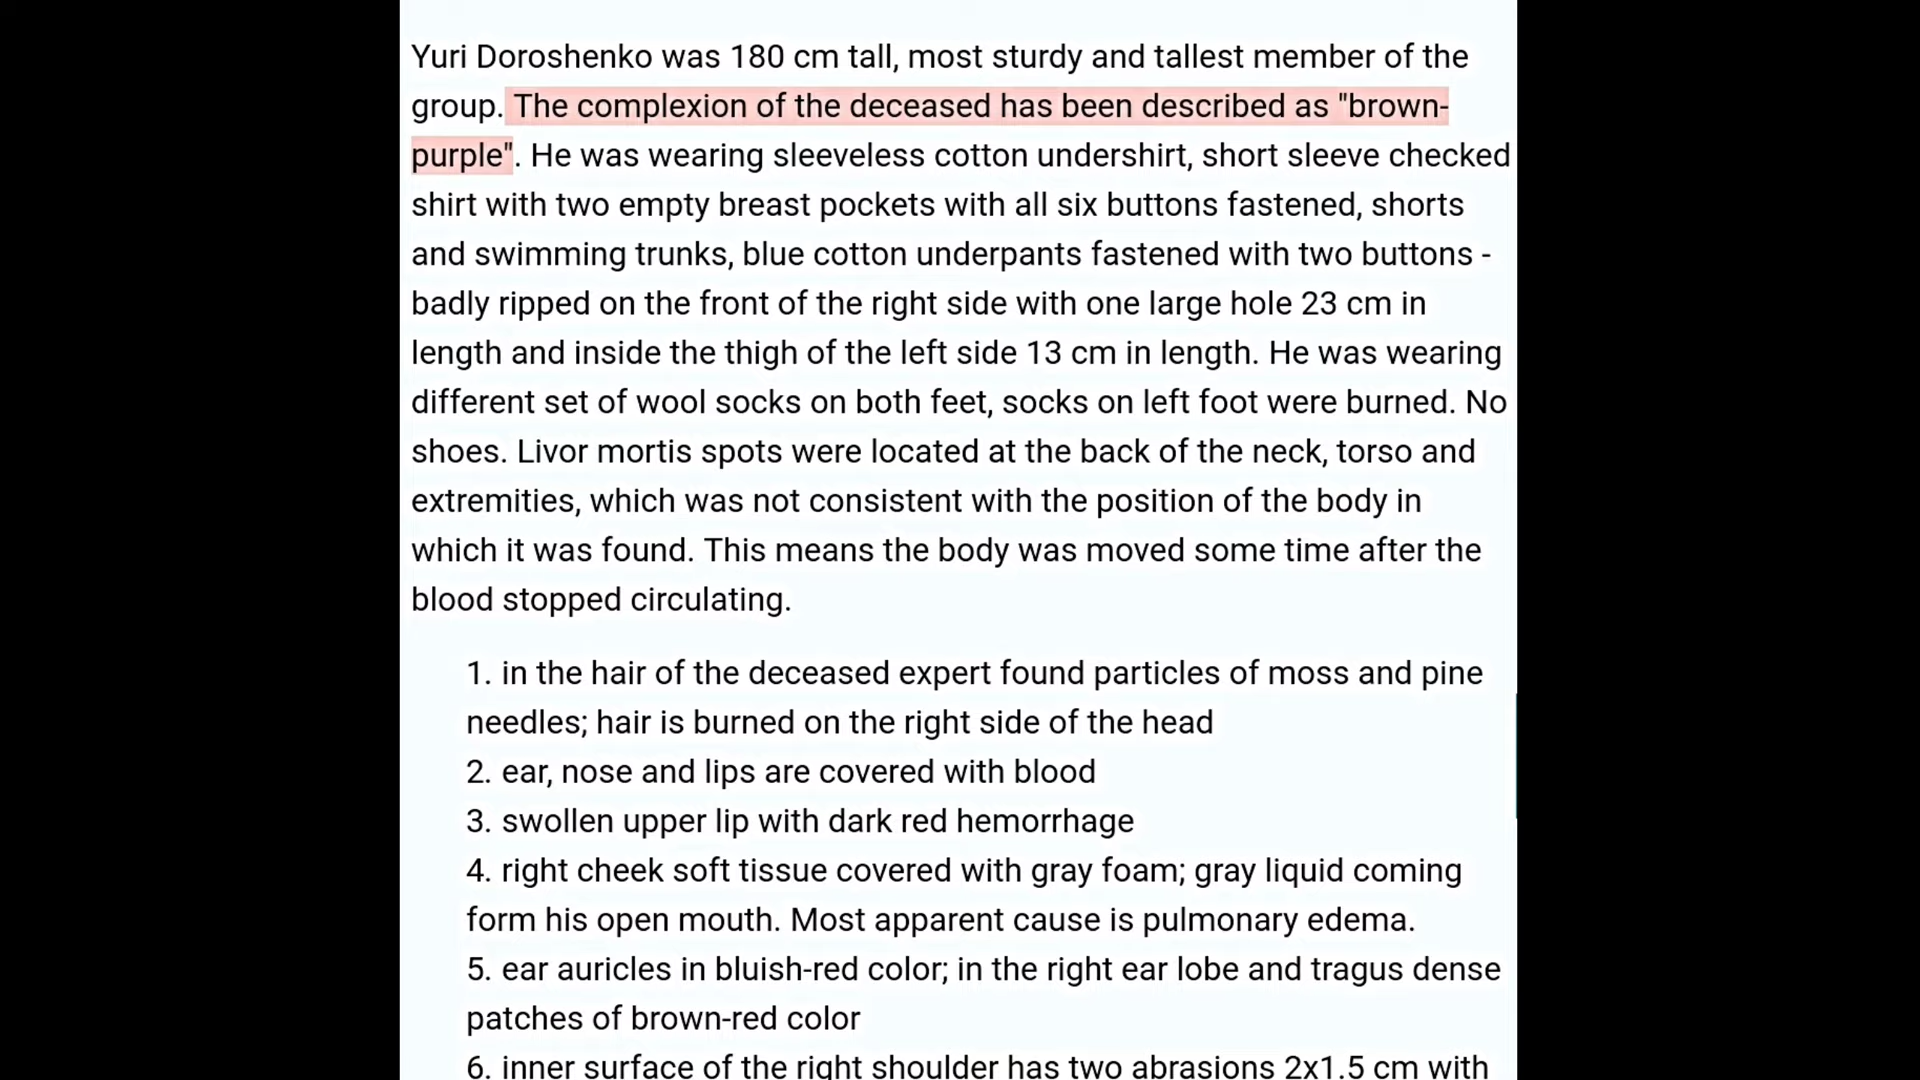 Yuri Doroshenko was 180 cm tall, most sturdy and tallest member of the
group. The complexion of the deceased has been described as "brown-
purple". He was wearing sleeveless cotton undershirt, short sleeve checked
shirt with two empty breast pockets with all six buttons fastened, shorts
and swimming trunks, blue cotton underpants fastened with two buttons -
badly ripped on the front of the right side with one large hole 23 cm in
length and inside the thigh of the left side 13 cm in length. He was wearing
different set of wool socks on both feet, socks on left foot were burned. No
shoes. Livor mortis spots were located at the back of the neck, torso and
extremities, which was not consistent with the position of the body in
which it was found. This means the body was moved some time after the
blood stopped circulating.
1. in the hair of the deceased expert found particles of moss and pine
needles; hair is burned on the right side of the head
2. ear, nose and lips are covered with blood
3. swollen upper lip with dark red hemorrhage
4. right cheek soft tissue covered with gray foam; gray liquid coming
form his open mouth. Most apparent cause is pulmonary edema.
5. ear auricles in bluish-red color; in the right ear lobe and tragus dense
patches of brown-red color
6. inner surface of the right shoulder has two abrasions 2x1.5 cm with